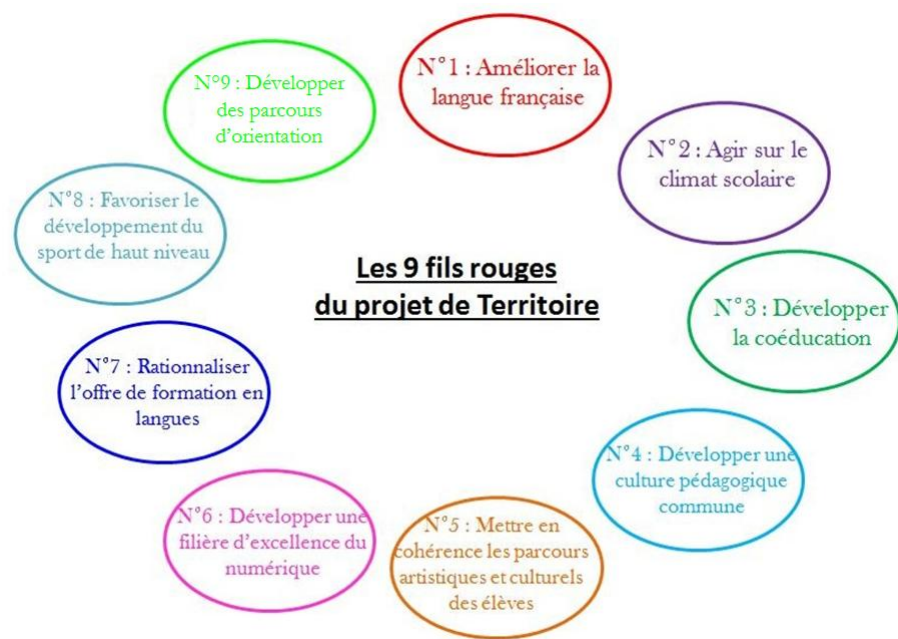 Les 9 fils rouges
du projet de Territoire
N°1 : Améliorer la
langue française
N°2 : Agir sur le
climat scolaire
N°3 : Développer
la coéducation
N°4 : Développer une
culture pédagogique
commune
N°5 : Mettre en
cohérence les parcours
artistiques et culturels
des élèves
N°6 : Développer une
filière d'excellence du
numérique
N°7 : Rationnaliser
l'offre de formation en
langues
N°8 : Favoriser le
développement du
sport de haut niveau
N°9 : Développer
des parcours
d'orientation